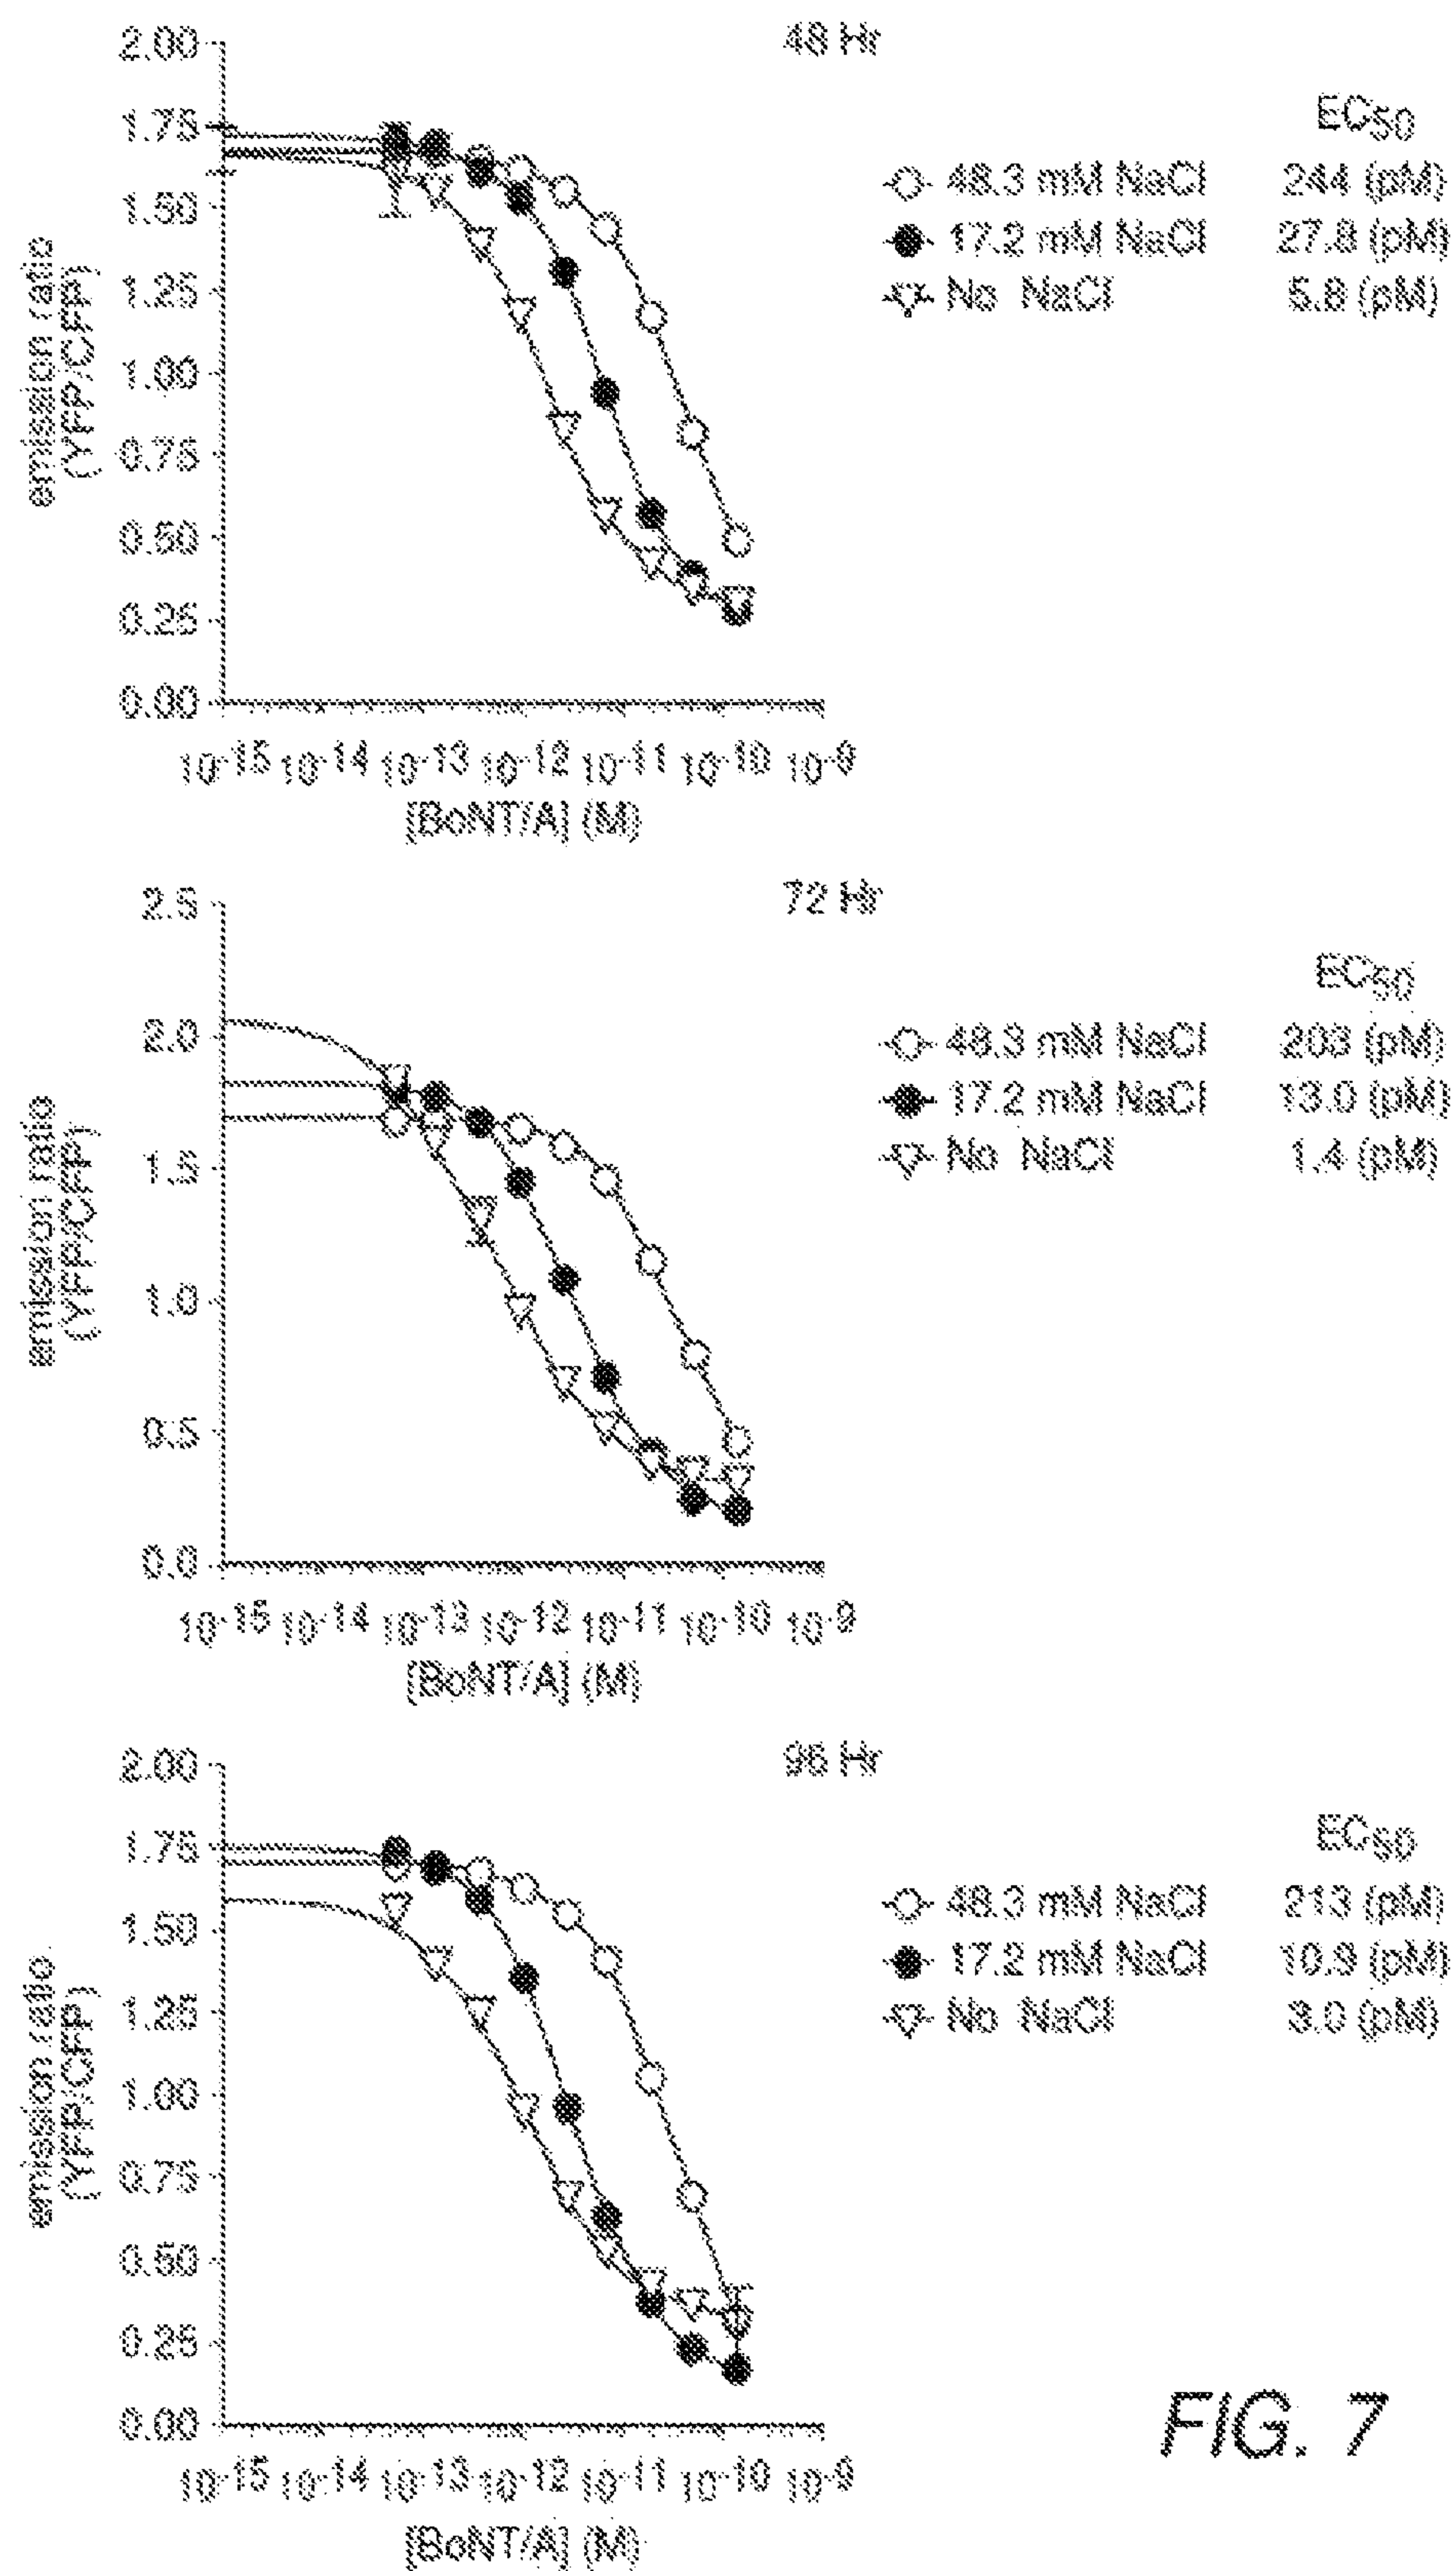 48 Hr
2.00
1.75
1.50
1.25
1.00
0.75
0.50
0.25
0.00
emission ratio
(YFP/CFP)
10-15 10-14 10-13 10-12 10-11 10-10 10-9
[BoNT/A] (M)
EC50
48.3 mM NaCl 244 (pM)
17.2 mM NaCl 27.8 (pM)
No NaCl 5.8 (pM)
72 Hr
2.5
2.0
1.5
1.0
0.5
0.0
emission ratio
(YFP/CFP)
10-15 10-14 10-13 10-12 10-11 10-10 10-9
[BoNT/A] (M)
EC50
48.3 mM NaCl 203 (pM)
17.2 mM NaCl 13.0 (pM)
No NaCl 1.4 (pM)
96 Hr
2.00
1.75
1.50
1.25
1.00
0.75
0.50
0.25
0.00
emission ratio
(YFP/CFP)
10-15 10-14 10-13 10-12 10-11 10-10 10-9
[BoNT/A] (M)
EC50
48.3 mM NaCl 213 (pM)
17.2 mM NaCl 10.9 (pM)
No NaCl 3.0 (pM)
FIG. 7